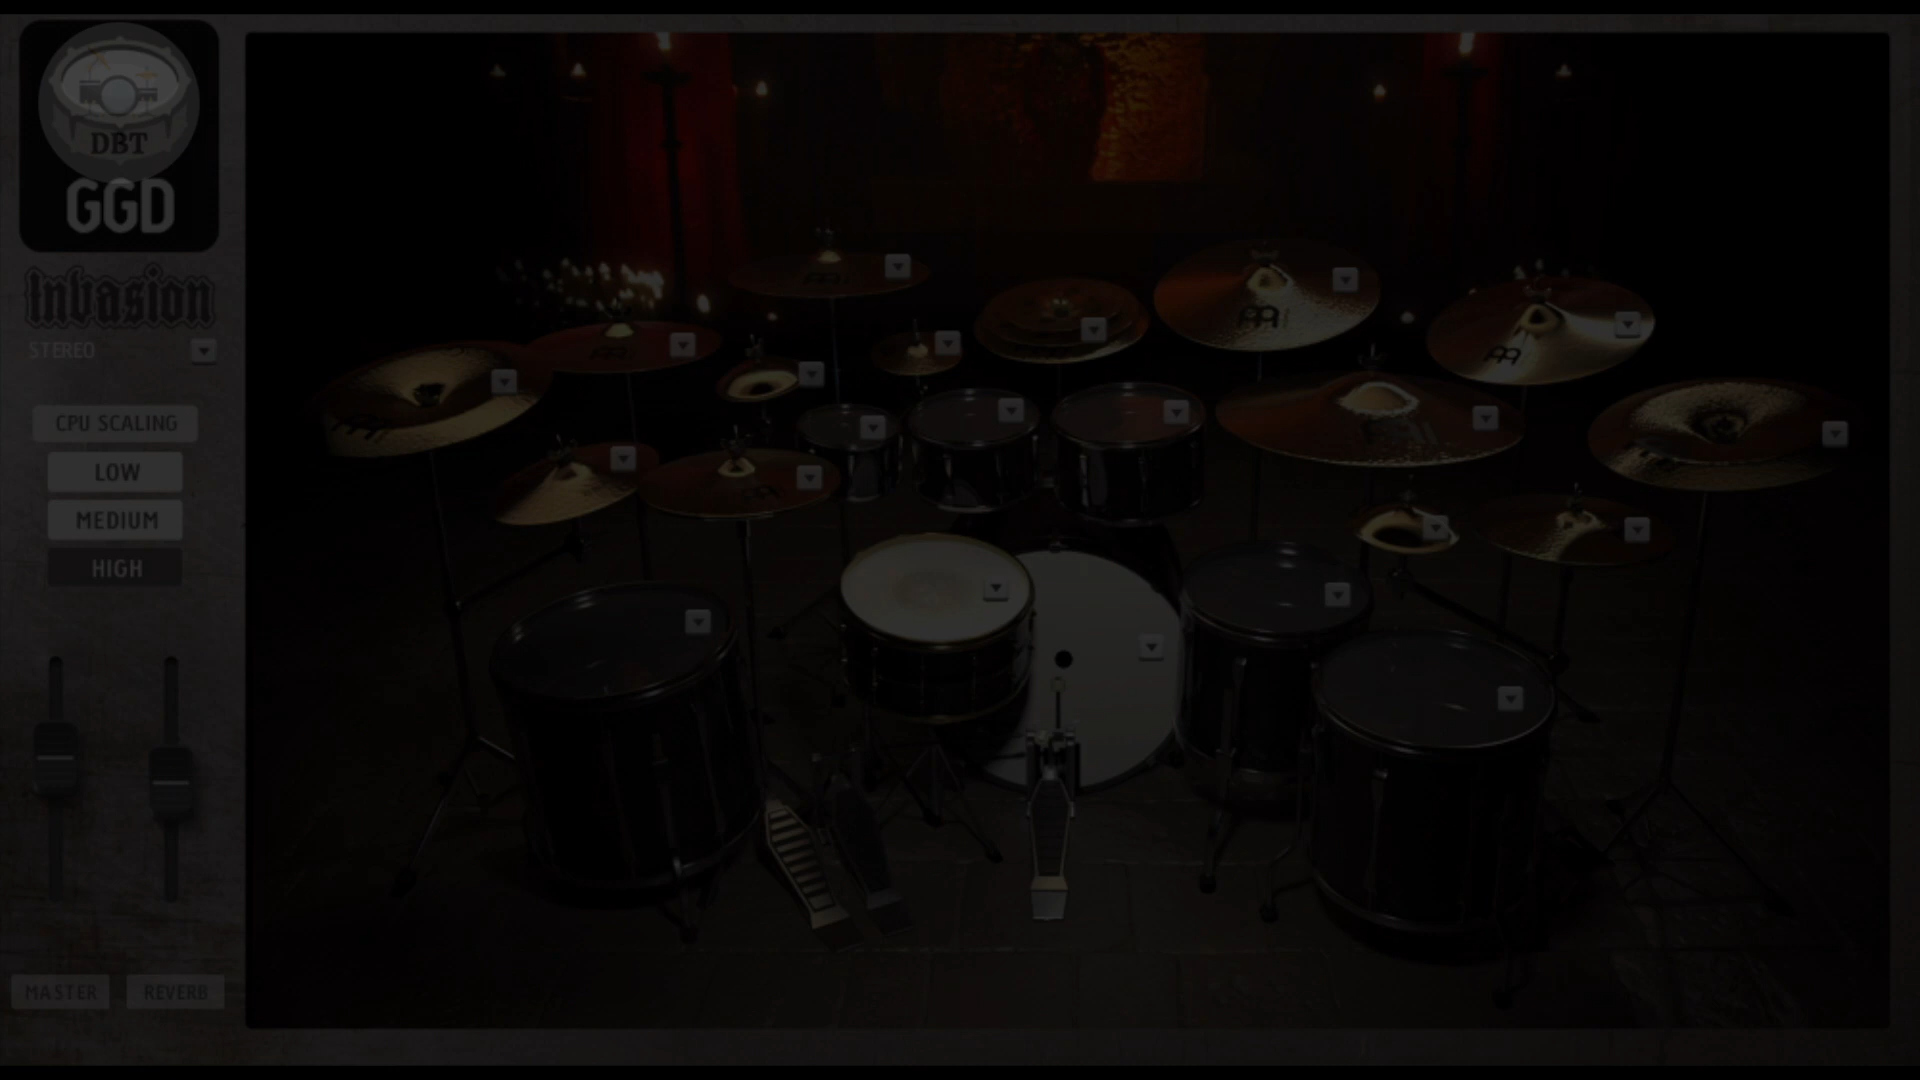 DBT
GGD
Invasion
STEREO
CPU SCALING
LOW
MEDIUM
HIGH
MASTER
REVERB